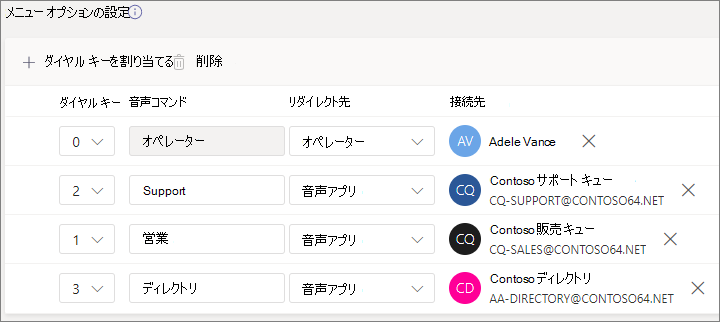 メニュー オプションの設定
ダイヤル キーを割り当てる 削除
ダイヤル キー 音声コマンド リダイレクト先 接続先
0 オペレーター オペレーター AV Adele Vance
2 Support 音声アプリ CQ Contoso サポート キュー
CQ-SUPPORT@CONTOSO64.NET
1 営業 音声アプリ CQ Contoso 販売キュー
CQ-SALES@CONTOSO64.NET
3 ディレクトリ 音声アプリ CD Contoso ディレクトリ
AA-DIRECTORY@CONTOSO64.NET